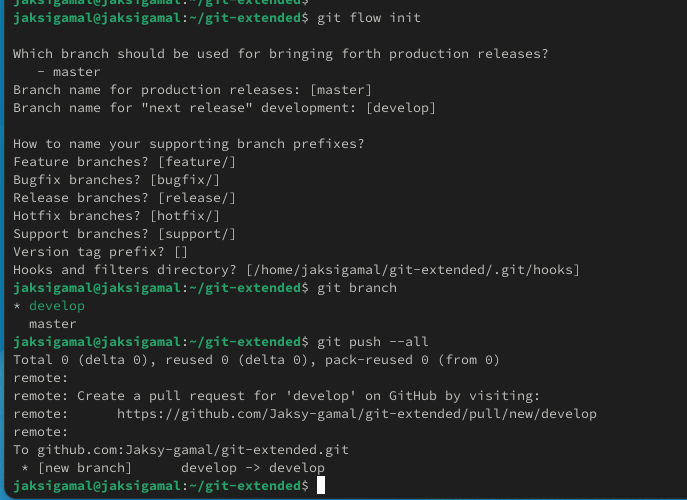 jaksigamal@jaksigamal:~/git-extended$
jaksigamal@jaksigamal:~/git-extended$ git flow init
Which branch should be used for bringing forth production releases?
   - master
Branch name for production releases: [master]
Branch name for "next release" development: [develop]
How to name your supporting branch prefixes?
Feature branches? [feature/]
Bugfix branches? [bugfix/]
Release branches? [release/]
Hotfix branches? [hotfix/]
Support branches? [support/]
Version tag prefix? []
Hooks and filters directory? [/home/jaksigamal/git-extended/.git/hooks]
jaksigamal@jaksigamal:~/git-extended$ git branch
* develop
  master
jaksigamal@jaksigamal:~/git-extended$ git push --all
Total 0 (delta 0), reused 0 (delta 0), pack-reused 0 (from 0)
remote:
remote: Create a pull request for 'develop' on GitHub by visiting:
remote:      https://github.com/Jaksy-gamal/git-extended/pull/new/develop
remote:
To github.com:Jaksy-gamal/git-extended.git
 * [new branch]      develop -> develop
jaksigamal@jaksigamal:~/git-extended$